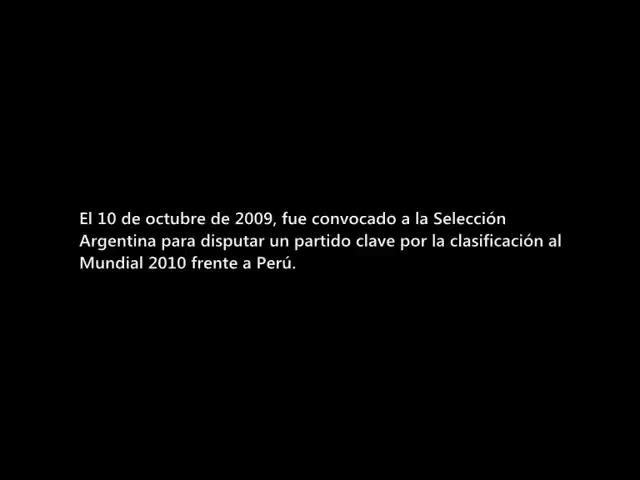 El 10 de octubre de 2009, fue convocado a la Selección
Argentina para disputar un partido clave por la clasificación al
Mundial 2010 frente a Perú.